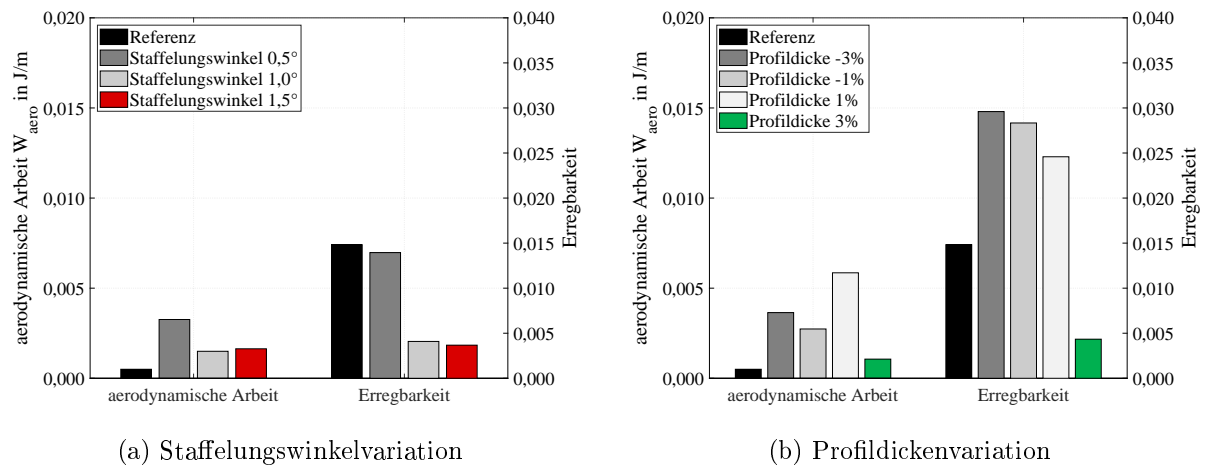 0,020
0,015
0,010
0,005
0,000
aerodynamische Arbeit W_aero in J/m
Referenz
Staffelungswinkel 0,5°
Staffelungswinkel 1,0°
Staffelungswinkel 1,5°
0,040
0,035
0,030
0,025
0,020
0,015
0,010
0,005
0,000
Erregbarkeit
aerodynamische Arbeit
Erregbarkeit
(a) Staffelungswinkelvariation
0,020
0,015
0,010
0,005
0,000
aerodynamische Arbeit W_aero in J/m
Referenz
Profildicke -3%
Profildicke -1%
Profildicke 1%
Profildicke 3%
0,040
0,035
0,030
0,025
0,020
0,015
0,010
0,005
0,000
Erregbarkeit
aerodynamische Arbeit
Erregbarkeit
(b) Profildickenvariation